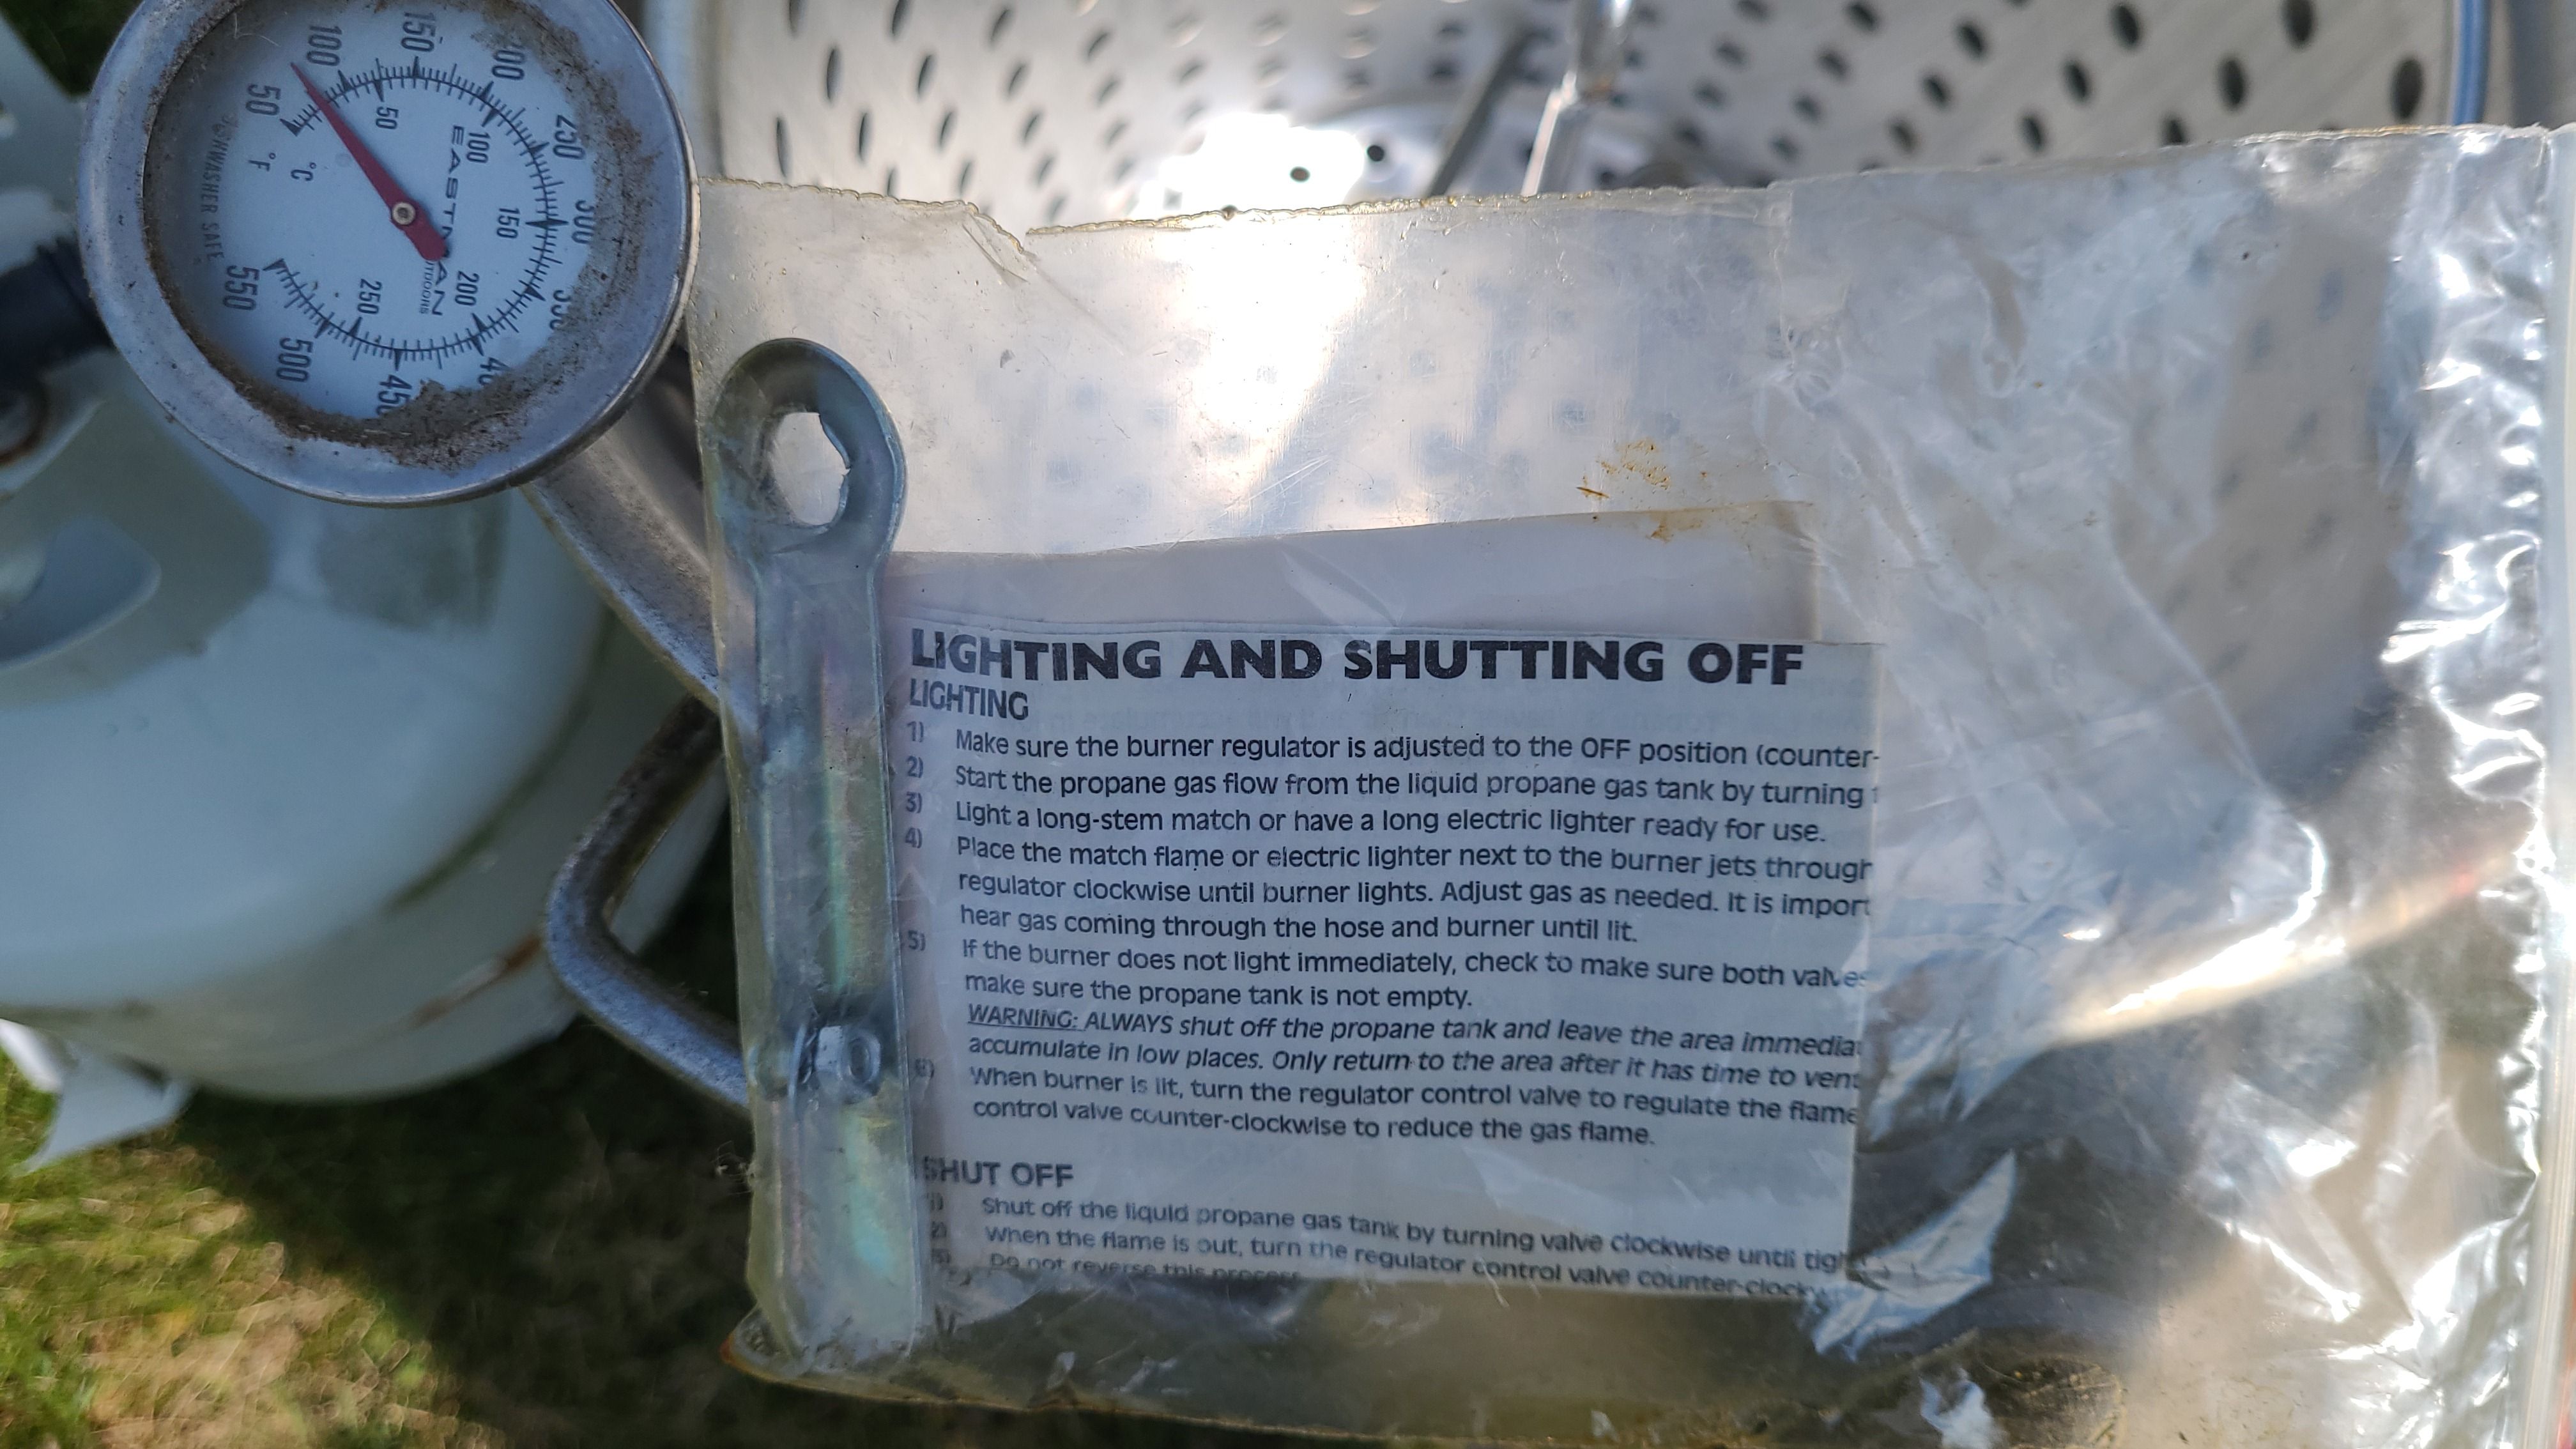 50
100
150
250
300
450
500
550
50
100
150
200
250
°F
°C
LIGHTING AND SHUTTING OFF
LIGHTING
1) Make sure the burner regulator is adjusted to the OFF position (counter-
2) Start the propane gas flow from the liquid propane gas tank by turning
3) Light a long-stem match or have a long electric lighter ready for use.
4) Place the match flame or electric lighter next to the burner jets through
regulator clockwise until burner lights. Adjust gas as needed. It is import
hear gas coming through the hose and burner until lit.
5) If the burner does not light immediately, check to make sure both valves
make sure the propane tank is not empty.
WARNING: ALWAYS shut off the propane tank and leave the area immediat
accumulate in low places. Only return to the area after it has time to vent
6) When burner is lit, turn the regulator control valve to regulate the flame
control valve counter-clockwise to reduce the gas flame.
SHUT OFF
1) Shut off the liquid propane gas tank by turning valve clockwise until tigh
2) When the flame is out, turn the regulator control valve counter-clockw
Do not reverse this process